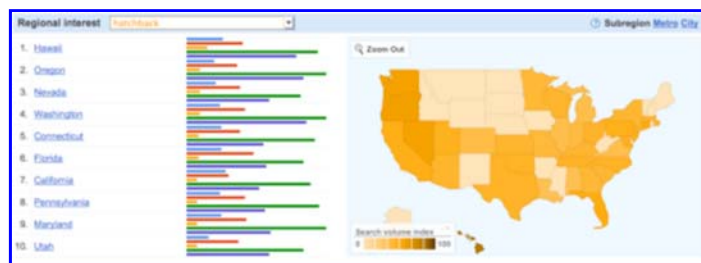 Regional interest hatchback Subregion Metro City
Zoom Out
1. Hawaii
2. Oregon
3. Nevada
4. Washington
5. Connecticut
6. Florida
7. California
8. Pennsylvania
9. Maryland
10. Utah
Search volume index
0 100